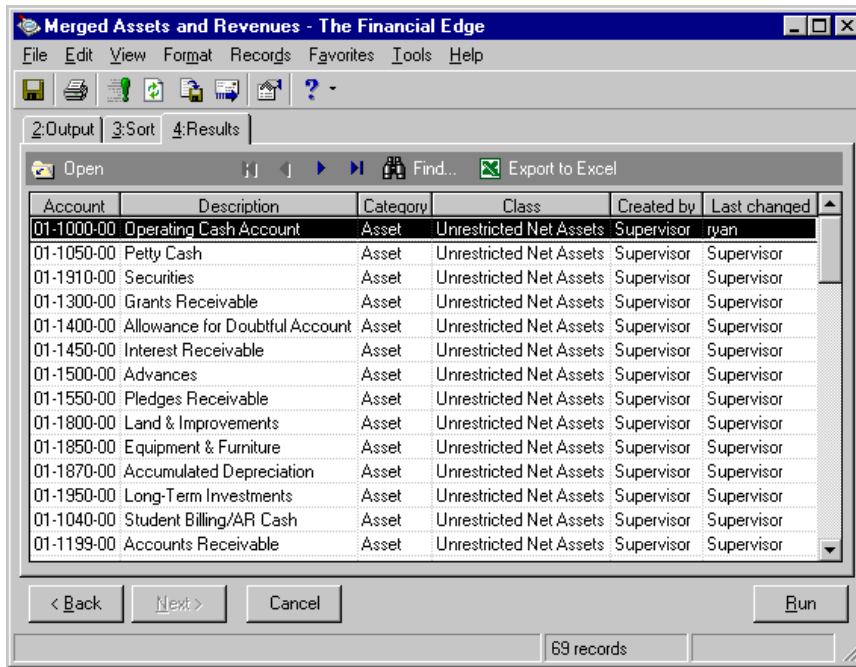 Merged Assets and Revenues - The Financial Edge
File Edit View Format Records Favorites Tools Help
2:Output 3:Sort 4:Results
Open Find... Export to Excel
Account Description Category Class Created by Last changed
01-1000-00 Operating Cash Account Asset Unrestricted Net Assets Supervisor ryan
01-1050-00 Petty Cash Asset Unrestricted Net Assets Supervisor Supervisor
01-1910-00 Securities Asset Unrestricted Net Assets Supervisor Supervisor
01-1300-00 Grants Receivable Asset Unrestricted Net Assets Supervisor Supervisor
01-1400-00 Allowance for Doubtful Account Asset Unrestricted Net Assets Supervisor Supervisor
01-1450-00 Interest Receivable Asset Unrestricted Net Assets Supervisor Supervisor
01-1500-00 Advances Asset Unrestricted Net Assets Supervisor Supervisor
01-1550-00 Pledges Receivable Asset Unrestricted Net Assets Supervisor Supervisor
01-1800-00 Land & Improvements Asset Unrestricted Net Assets Supervisor Supervisor
01-1850-00 Equipment & Furniture Asset Unrestricted Net Assets Supervisor Supervisor
01-1870-00 Accumulated Depreciation Asset Unrestricted Net Assets Supervisor Supervisor
01-1950-00 Long-Term Investments Asset Unrestricted Net Assets Supervisor Supervisor
01-1040-00 Student Billing/AR Cash Asset Unrestricted Net Assets Supervisor Supervisor
01-1199-00 Accounts Receivable Asset Unrestricted Net Assets Supervisor Supervisor
< Back Next > Cancel Run
69 records